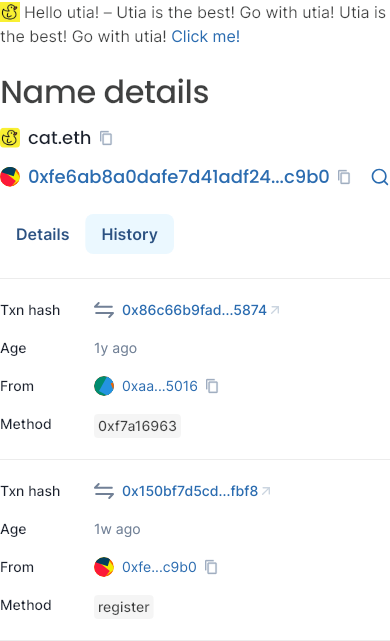 Hello utia! – Utia is the best! Go with utia! Utia is
the best! Go with utia! Click me!
Name details
cat.eth
0xfe6ab8a0dafe7d41adf24...c9b0
Details History
Txn hash 0x86c66b9fad...5874
Age 1y ago
From 0xaa...5016
Method 0xf7a16963
Txn hash 0x150bf7d5cd...fbf8
Age 1w ago
From 0xfe...c9b0
Method register